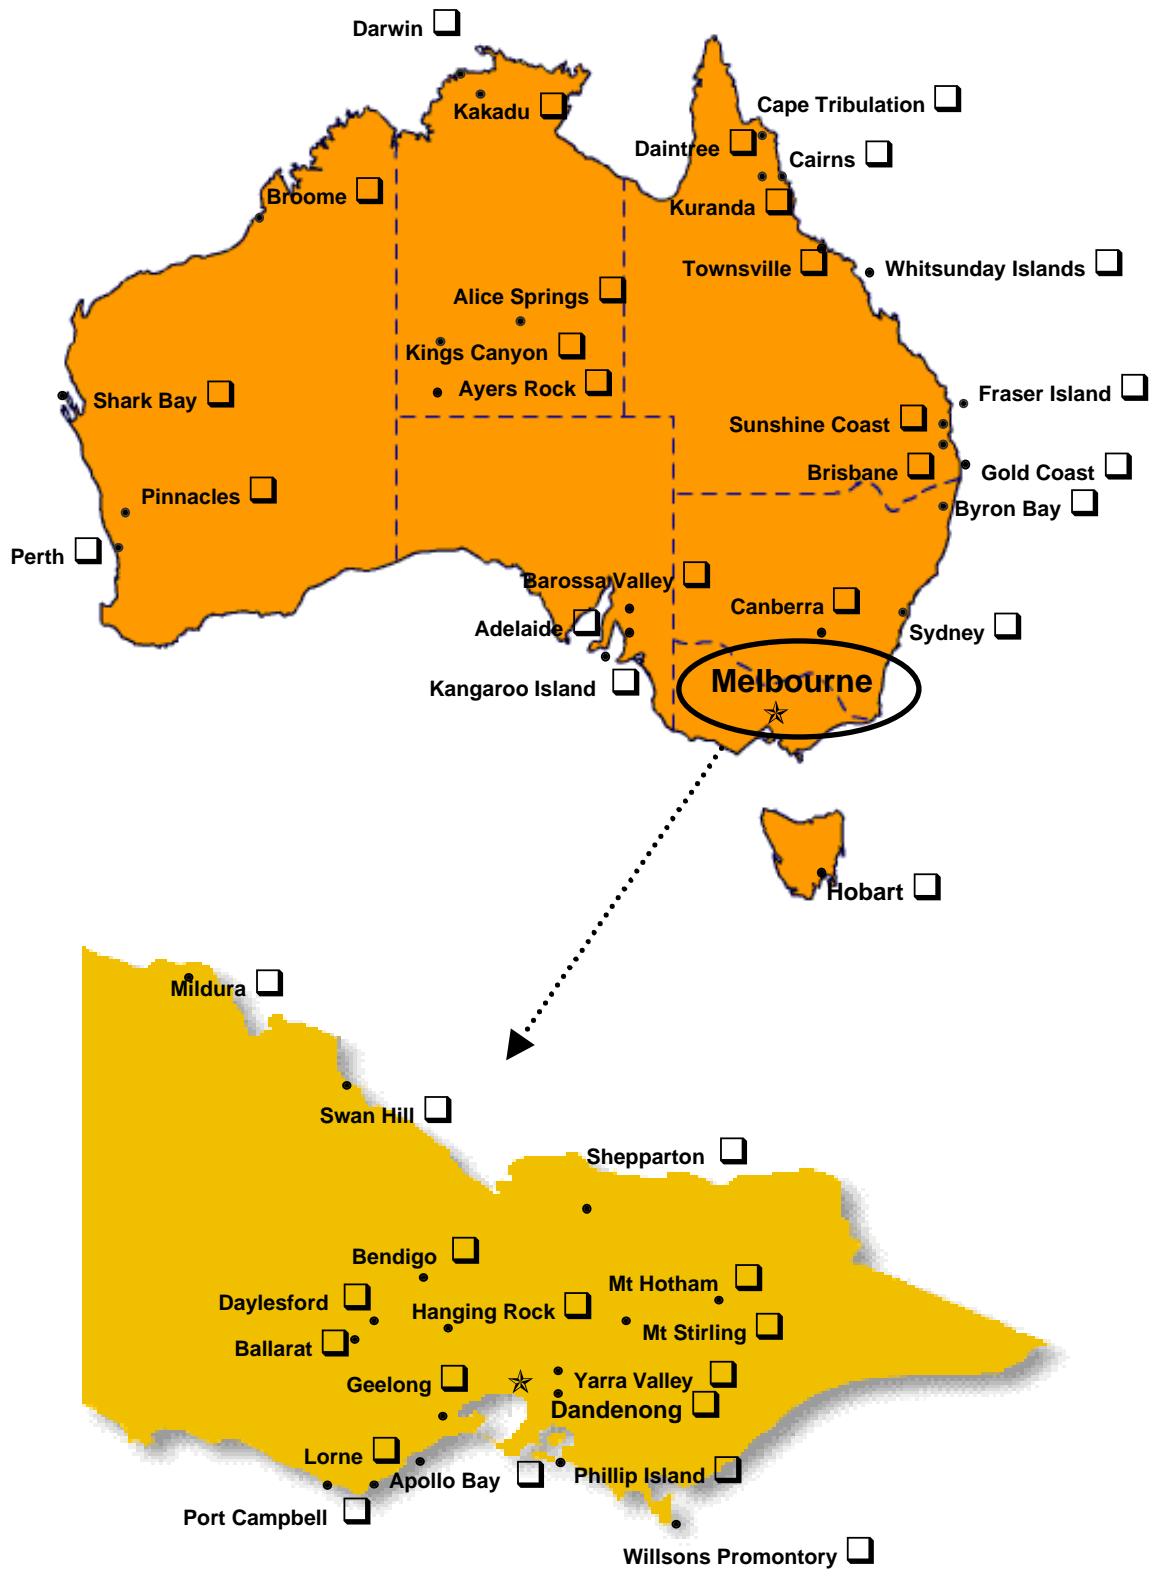 Darwin
Kakadu
Cape Tribulation
Daintree
Cairns
Broome
Kuranda
Townsville
Whitsunday Islands
Alice Springs
Kings Canyon
Ayers Rock
Shark Bay
Fraser Island
Sunshine Coast
Brisbane
Gold Coast
Pinnacles
Byron Bay
Perth
Barossa Valley
Canberra
Adelaide
Sydney
Kangaroo Island
Melbourne
Hobart
Mildura
Swan Hill
Shepparton
Bendigo
Mt Hotham
Daylesford
Hanging Rock
Mt Stirling
Ballarat
Geelong
Yarra Valley
Dandenong
Lorne
Apollo Bay
Phillip Island
Port Campbell
Willsons Promontory